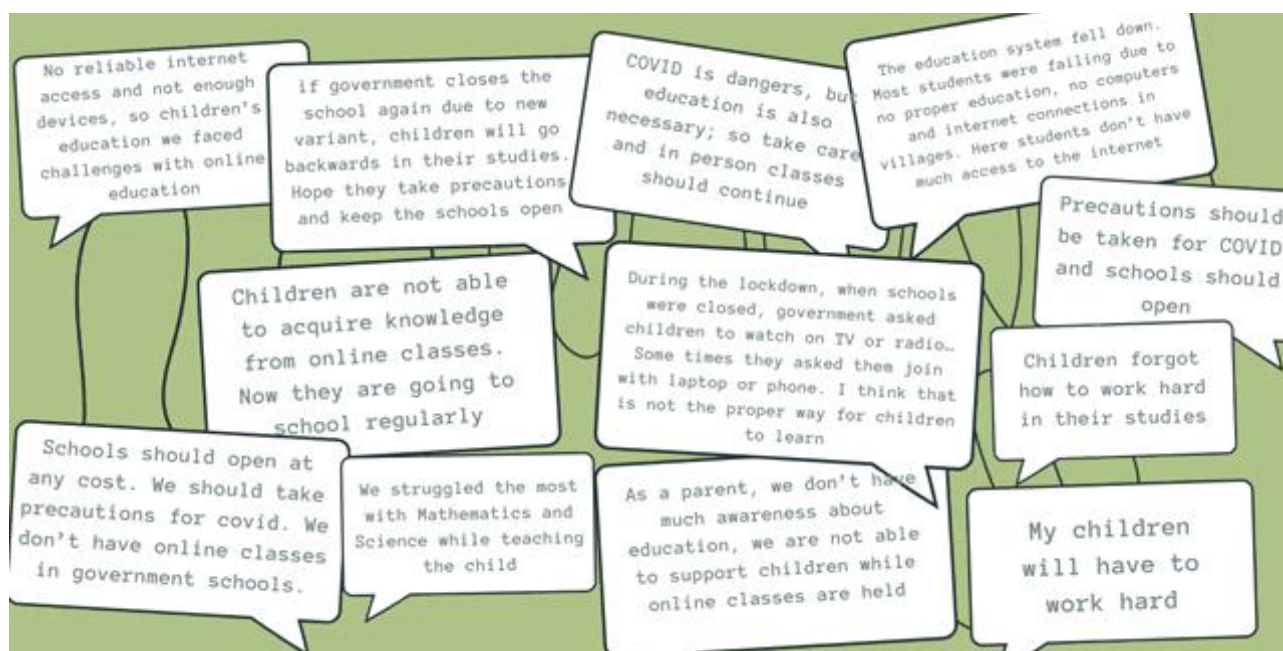 No reliable internet
access and not enough
devices, so children's
education we faced
challenges with online
education
if government closes the
school again due to new
variant, children will go
backwards in their studies.
Hope they take precautions
and keep the schools open
COVID is dangers, but
education is also
necessary; so take care
and in person classes
should continue
The education system fell down.
Most students were failing due to
no proper education, no computers
and internet connections in
villages. Here students don't have
much access to the internet
Precautions should
be taken for COVID
and schools should
open
Children are not able
to acquire knowledge
from online classes.
Now they are going to
school regularly
During the lockdown, when schools
were closed, government asked
children to watch on TV or radio…
Some times they asked them join
with laptop or phone. I think that
is not the proper way for children
to learn
Children forgot
how to work hard
in their studies
Schools should open at
any cost. We should take
precautions for covid. We
don't have online classes
in government schools.
We struggled the most
with Mathematics and
Science while teaching
the child
As a parent, we don't have
much awareness about
education, we are not able
to support children while
online classes are held
My children
will have to
work hard